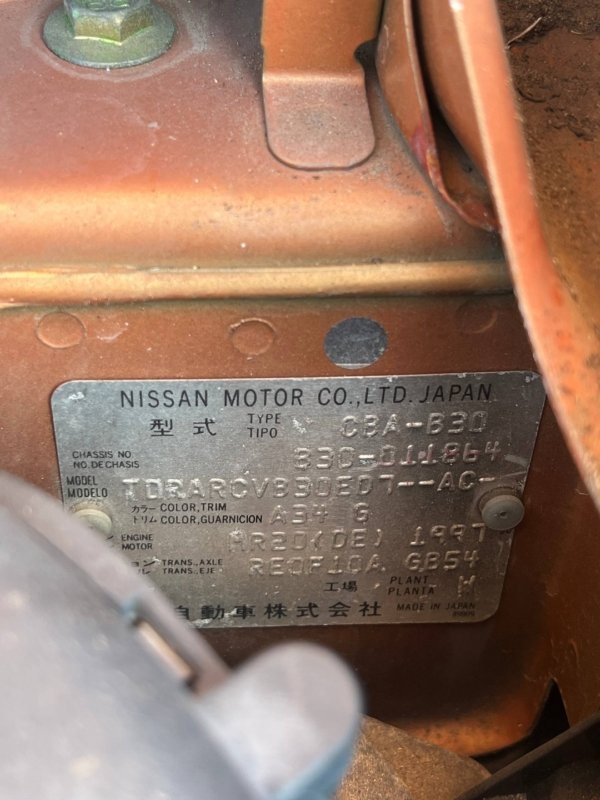 NISSAN MOTOR CO., LTD. JAPAN
型式 TYPE TIPO CBA-B30
CHASSIS NO. NO. DE CHASIS B30-011864
MODEL MODELO TDRARCVB30ED7--AC-
カラー COLOR, TRIM
トリム COLOR, GUARNICION A34 G
ENGINE MOTOR MR20(DE) 1997
TRANS., AXLE TRANS., EJE RE0F10A GB54
工場 PLANT PLANTA
自動車株式会社 MADE IN JAPAN